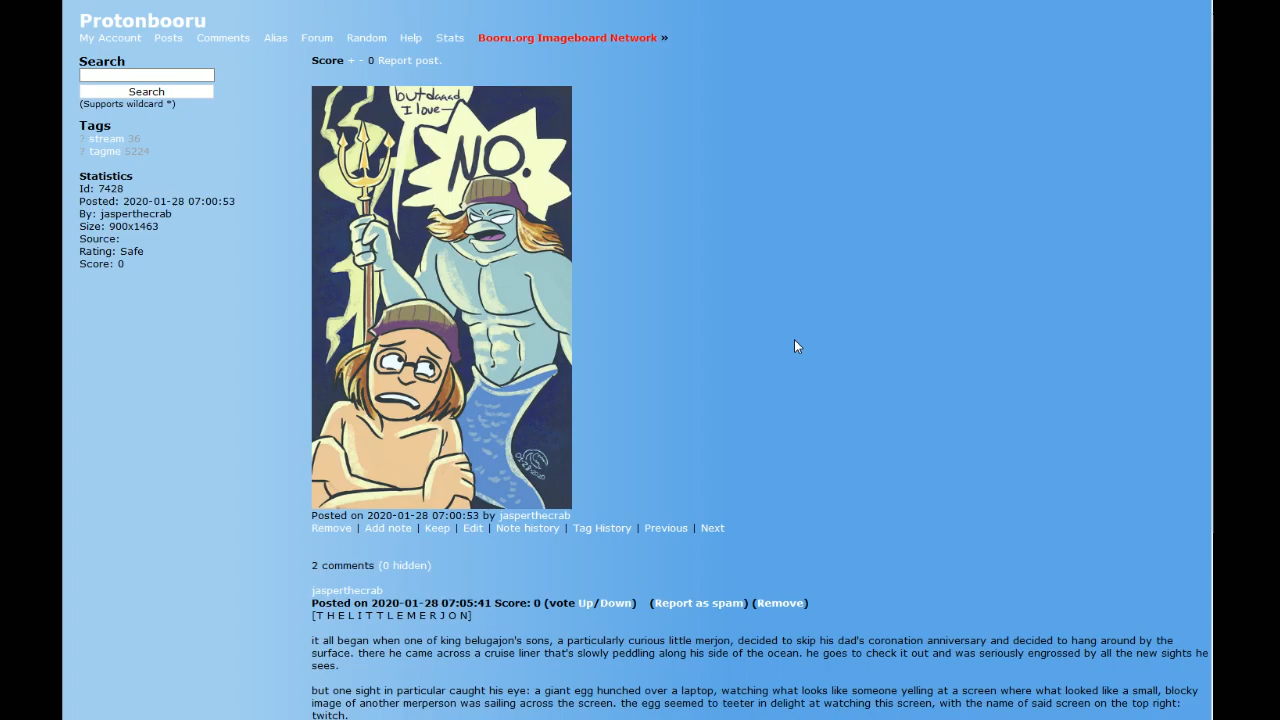 Protonbooru
My Account Posts Comments Alias Forum Random Help Stats Booru.org Imageboard Network »
Search
Search
(Supports wildcard *)
Tags
? stream 36
? tagme 5224
Statistics
Id: 7428
Posted: 2020-01-28 07:00:53
By: jasperthecrab
Size: 900x1463
Source:
Rating: Safe
Score: 0
Score + - 0 Report post.
but daaad
I love—
NO.
Posted on 2020-01-28 07:00:53 by jasperthecrab
Remove | Add note | Keep | Edit | Note history | Tag History | Previous | Next
2 comments (0 hidden)
jasperthecrab
Posted on 2020-01-28 07:05:41 Score: 0 (vote Up/Down) (Report as spam) (Remove)
[T H E L I T T L E M E R J O N]
it all began when one of king belugajon's sons, a particularly curious little merjon, decided to skip his dad's coronation anniversary and decided to hang around by the
surface. there he came across a cruise liner that's slowly peddling along his side of the ocean. he goes to check it out and was seriously engrossed by all the new sights he
sees.
but one sight in particular caught his eye: a giant egg hunched over a laptop, watching what looks like someone yelling at a screen where what looked like a small, blocky
image of another merperson was sailing across the screen. the egg seemed to teeter in delight at watching this screen, with the name of said screen on the top right:
twitch.